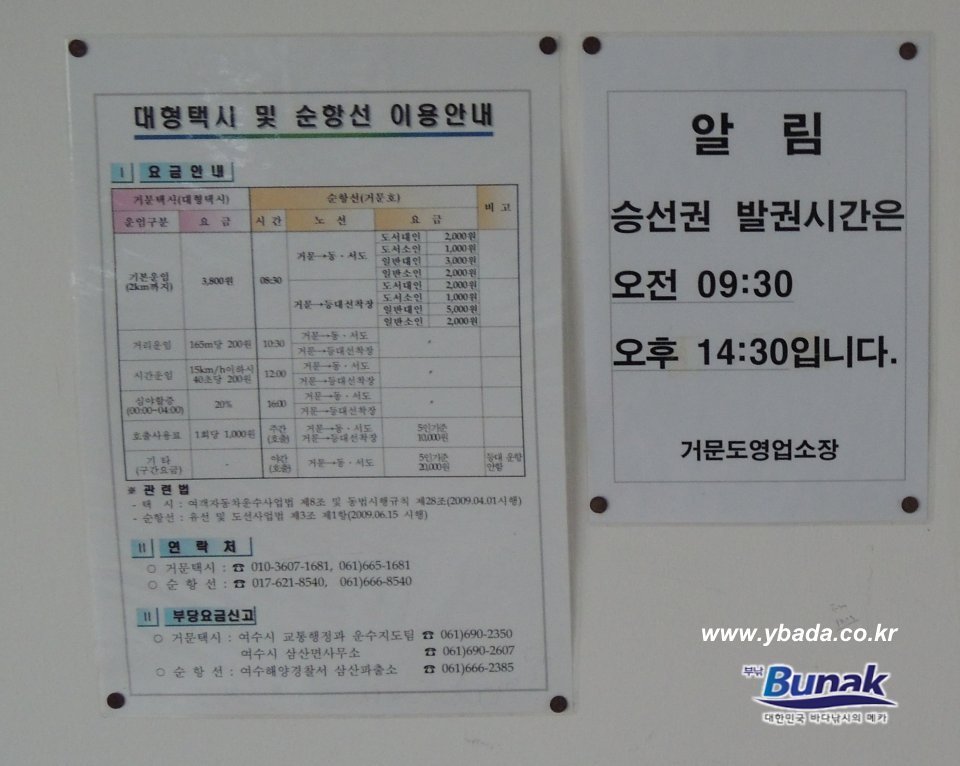 대형택시 및 순항선 이용안내
I 요금안내
거문택시(대형택시) 순항선(거문호) 비고
운임구분 요 금 시 간 노 선 요 금
기본운임 (2km까지) 3,800원 08:30 거문→동·서도 도서대인 2,000원
도서소인 1,000원
일반대인 3,000원
일반소인 2,000원
거문→등대선착장 도서대인 2,000원
도서소인 1,000원
일반대인 5,000원
일반소인 2,000원
거리운임 165m당 200원 10:30 거문→동·서도 〃
거문→등대선착장
시간운임 15km/h이하시 40초당 200원 12:00 거문→동·서도 〃
거문→등대선착장
심야할증 (00:00~04:00) 20% 16:00 거문→동·서도
거문→등대선착장
호출사용료 1회당 1,000원 주간 (호출) 거문→동·서도 5인기준
거문→등대선착장 10,000원
기 타 (구간요금) - 야간 (호출) 거문→동·서도 5인기준 20,000원 등대 운항 안함
※ 관련법
- 택 시 : 여객자동차운수사업법 제8조 및 동법시행규칙 제28조(2009.04.01시행)
- 순항선 : 유선 및 도선사업법 제3조 제1항(2009.06.15 시행)
II 연 락 처
○ 거문택시 : ☎ 010-3607-1681, 061)665-1681
○ 순 항 선 : ☎ 017-621-8540, 061)666-8540
II 부당요금신고
○ 거문택시 : 여수시 교통행정과 운수지도팀 ☎ 061)690-2350
여수시 삼산면사무소 ☎ 061)690-2607
○ 순 항 선 : 여수해양경찰서 삼산파출소 ☎ 061)666-2385
알 림
승선권 발권시간은
오전 09:30
오후 14:30입니다.
거문도영업소장
www.ybada.co.kr
부낚 Bunak
대한민국 바다낚시의 메카